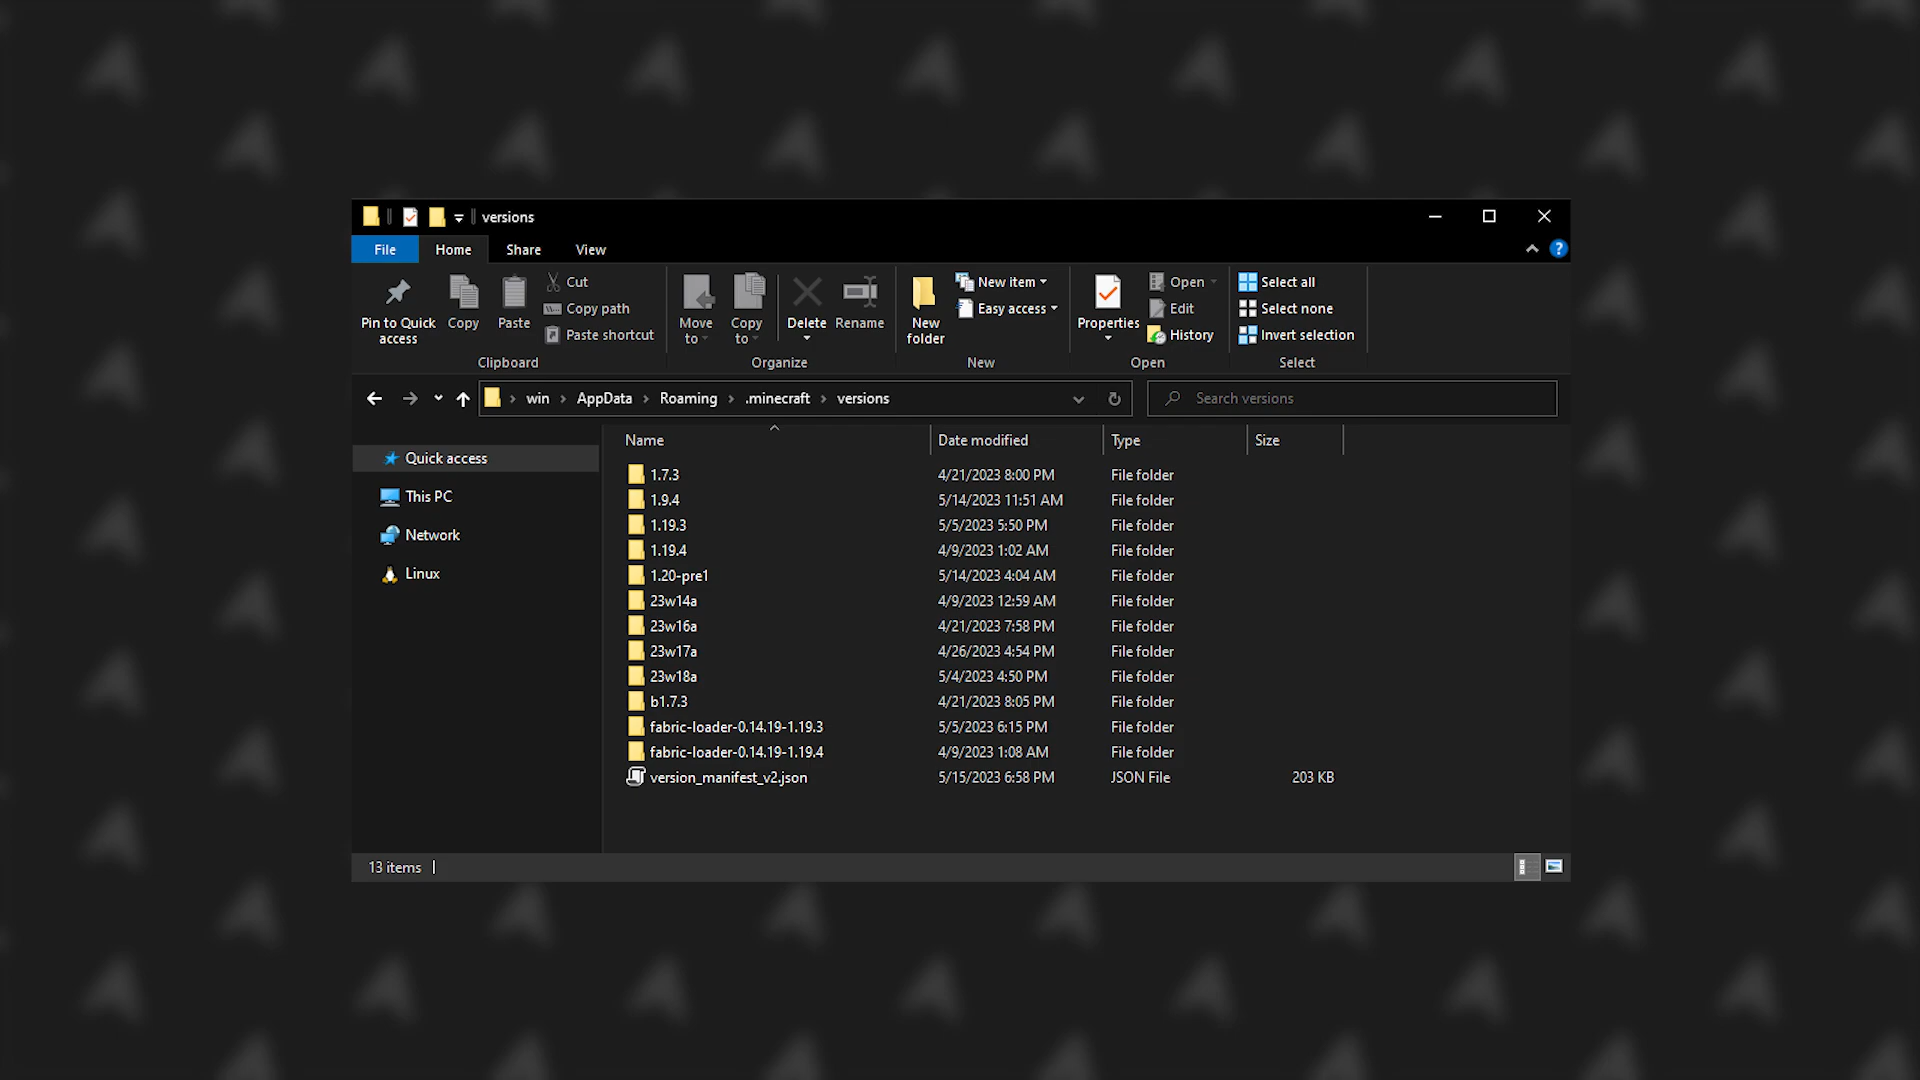 versions
File Home Share View
?
Pin to Quick access
Copy
Paste
Cut
Copy path
Paste shortcut
Clipboard
Move to
Copy to
Delete
Rename
Organize
New folder
New item
Easy access
New
Properties
Open
Edit
History
Open
Select all
Select none
Invert selection
Select
win AppData Roaming .minecraft versions
Search versions
Quick access
This PC
Network
Linux
Name Date modified Type Size
1.7.3 4/21/2023 8:00 PM File folder
1.9.4 5/14/2023 11:51 AM File folder
1.19.3 5/5/2023 5:50 PM File folder
1.19.4 4/9/2023 1:02 AM File folder
1.20-pre1 5/14/2023 4:04 AM File folder
23w14a 4/9/2023 12:59 AM File folder
23w16a 4/21/2023 7:58 PM File folder
23w17a 4/26/2023 4:54 PM File folder
23w18a 5/4/2023 4:50 PM File folder
b1.7.3 4/21/2023 8:05 PM File folder
fabric-loader-0.14.19-1.19.3 5/5/2023 6:15 PM File folder
fabric-loader-0.14.19-1.19.4 4/9/2023 1:08 AM File folder
version_manifest_v2.json 5/15/2023 6:58 PM JSON File 203 KB
13 items